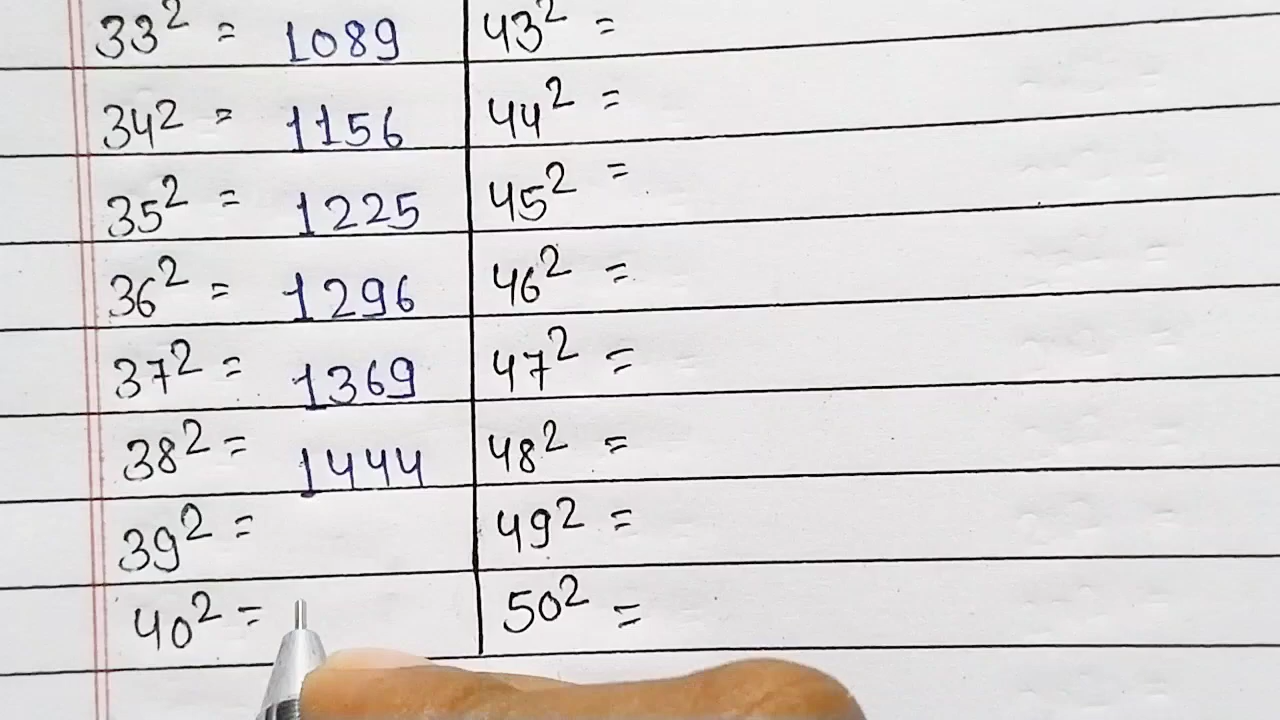 33² = 1089 43² =
34² = 1156 44² =
35² = 1225 45² =
36² = 1296 46² =
37² = 1369 47² =
38² = 1444 48² =
39² = 49² =
40² = 50² =